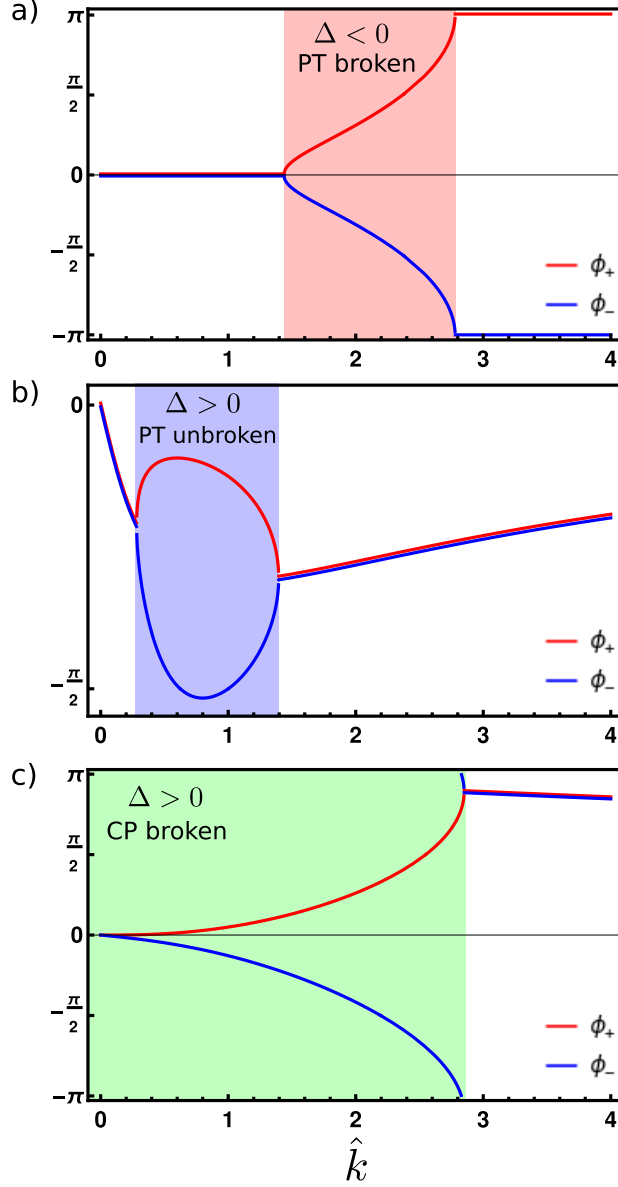 a)
π
Δ < 0
PT broken
π/2
0
-π/2
ϕ₊
ϕ₋
-π
0 1 2 3 4
b)
0
Δ > 0
PT unbroken
ϕ₊
-π/2
ϕ₋
0 1 2 3 4
c)
π
Δ > 0
CP broken
π/2
0
-π/2
ϕ₊
ϕ₋
-π
0 1 2 3 4
k̂